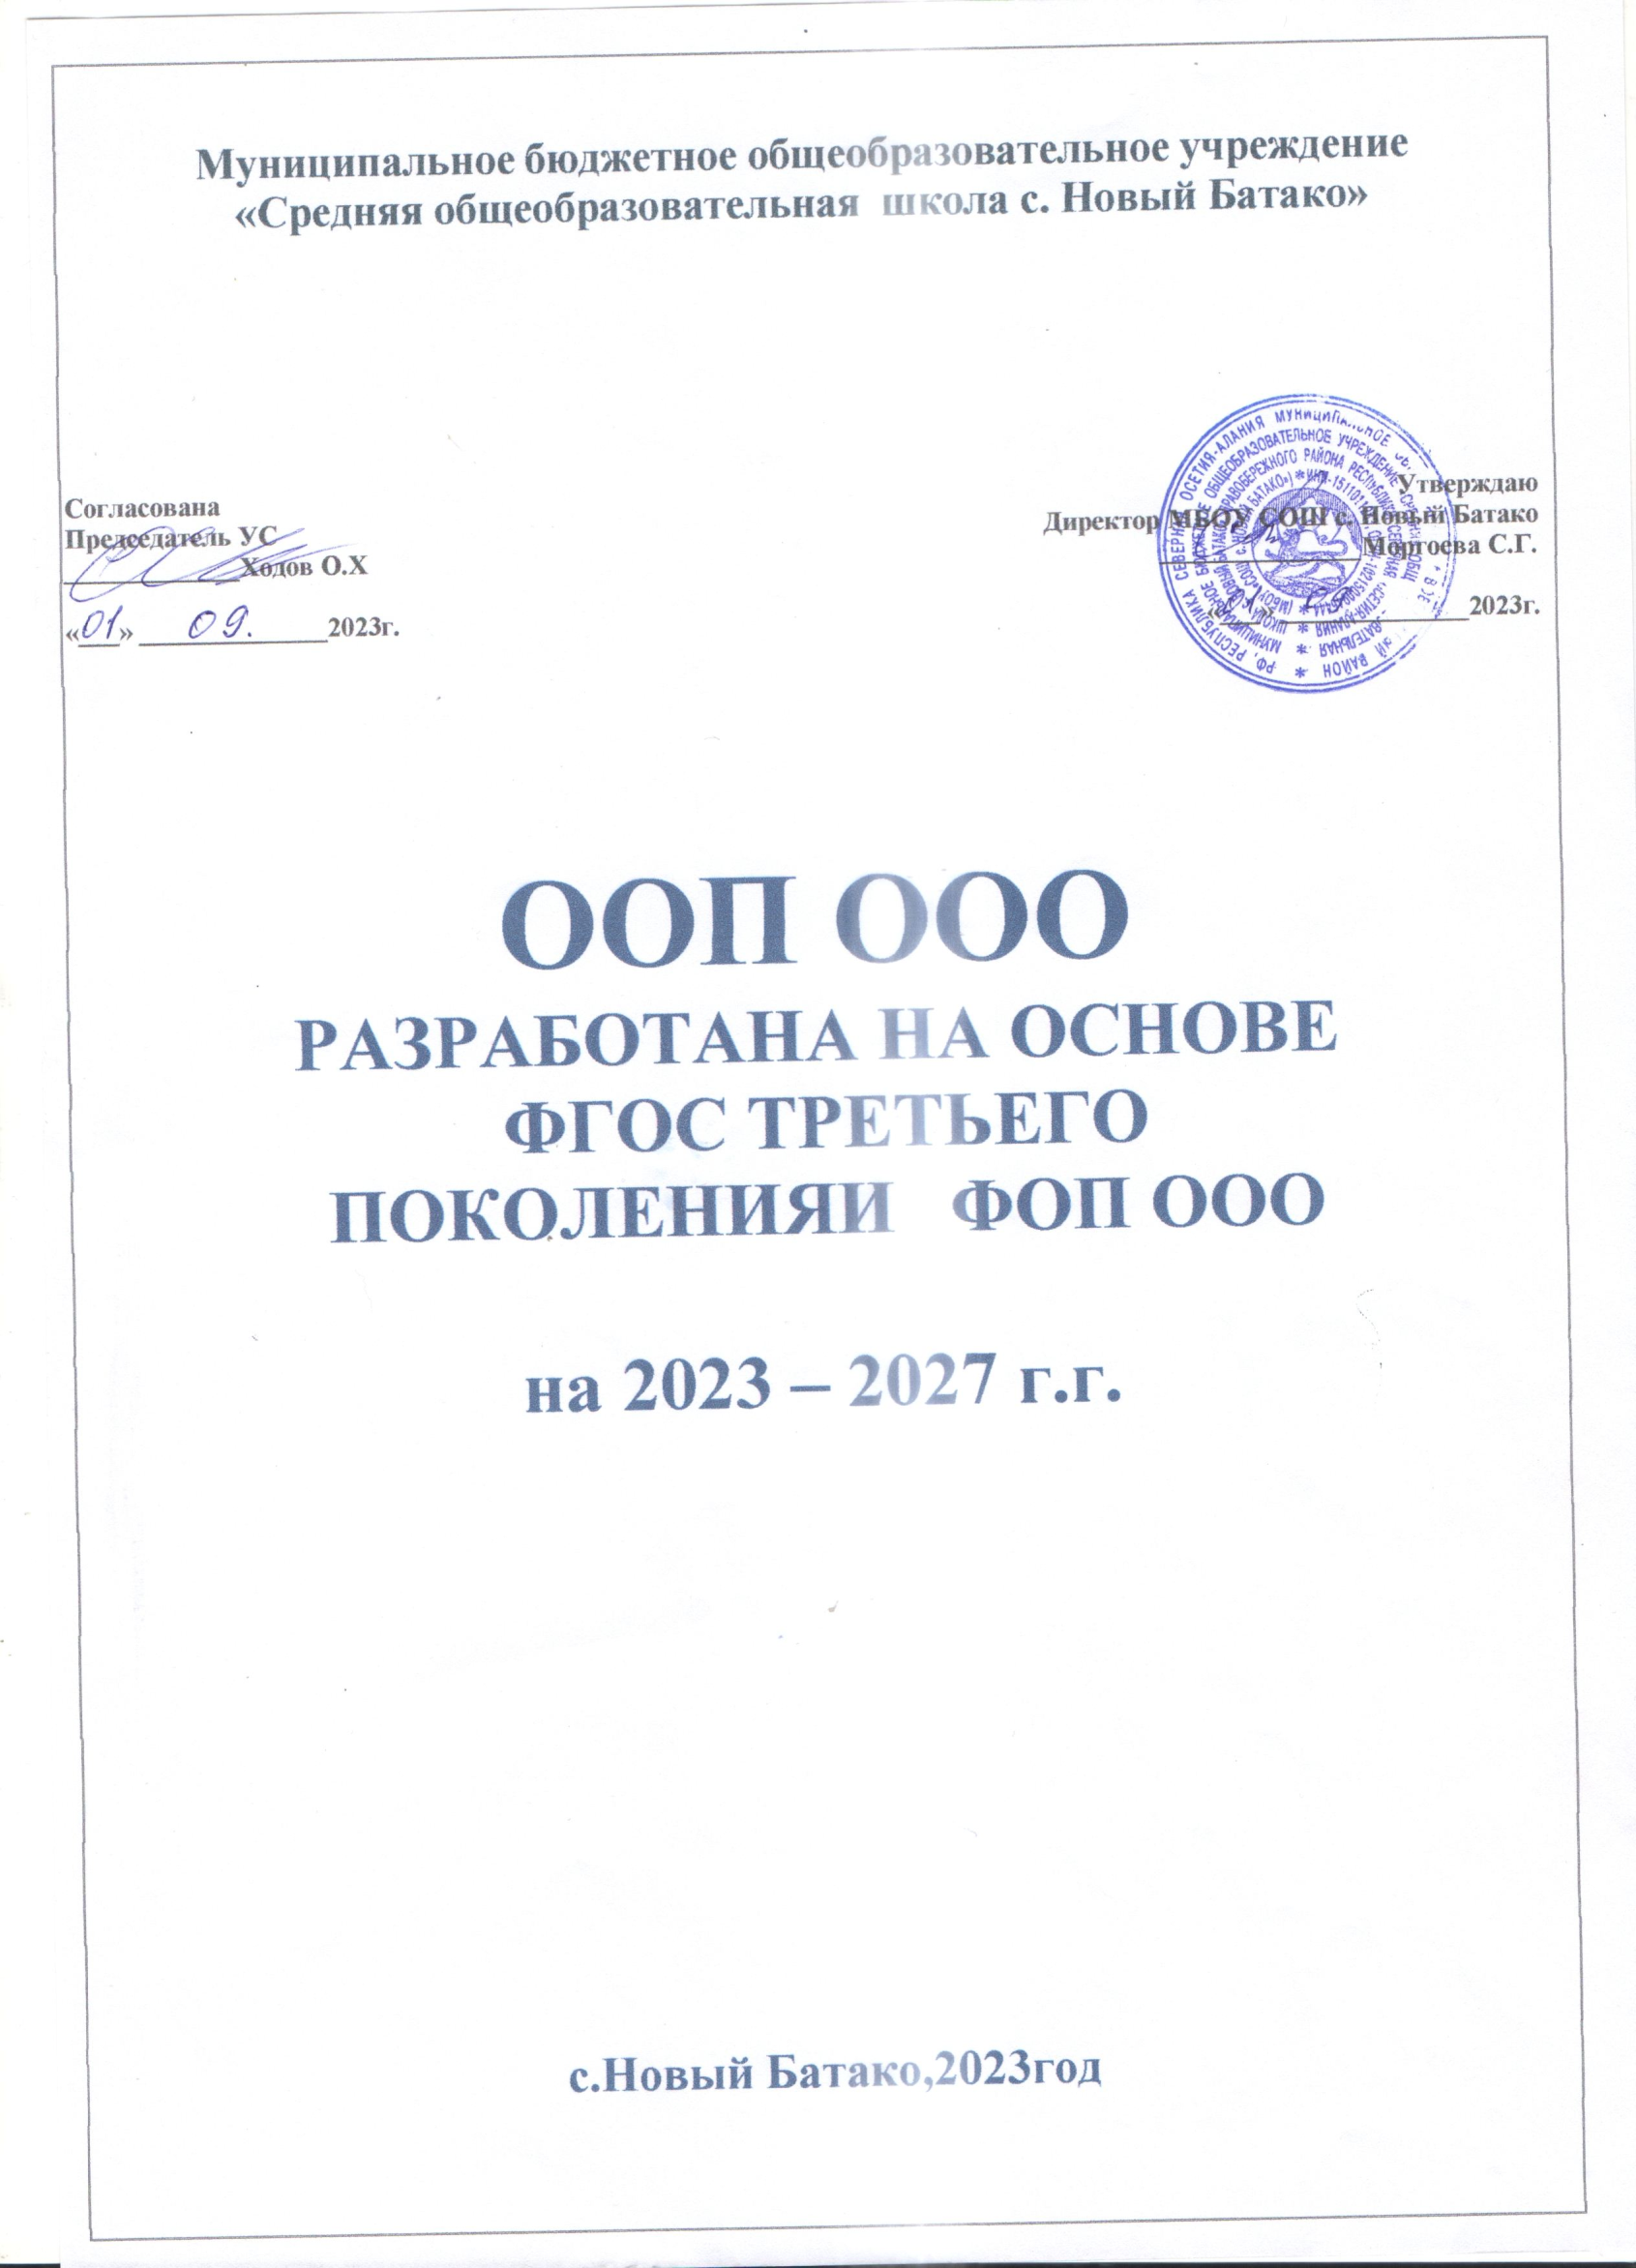 Муниципальное бюджетное общеобразовательное учреждение
«Средняя общеобразовательная школа с. Новый Батако»
Согласована
Председатель УС
Ходов О.Х
«01» 09. 2023г.
Утверждаю
Директор МБОУ СОШ с. Новый Батако
Моргоева С.Г.
«01» 09 2023г.
ООП ООО
РАЗРАБОТАНА НА ОСНОВЕ
ФГОС ТРЕТЬЕГО
ПОКОЛЕНИЯИ ФОП ООО
на 2023 – 2027 г.г.
с.Новый Батако,2023год